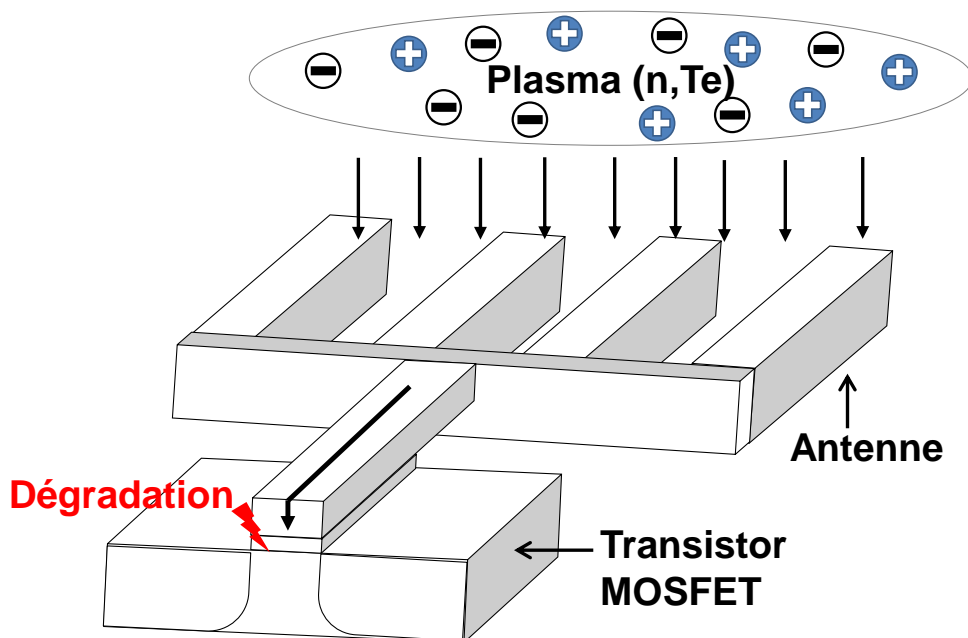 Plasma (n,Te)
Antenne
Dégradation
Transistor
MOSFET